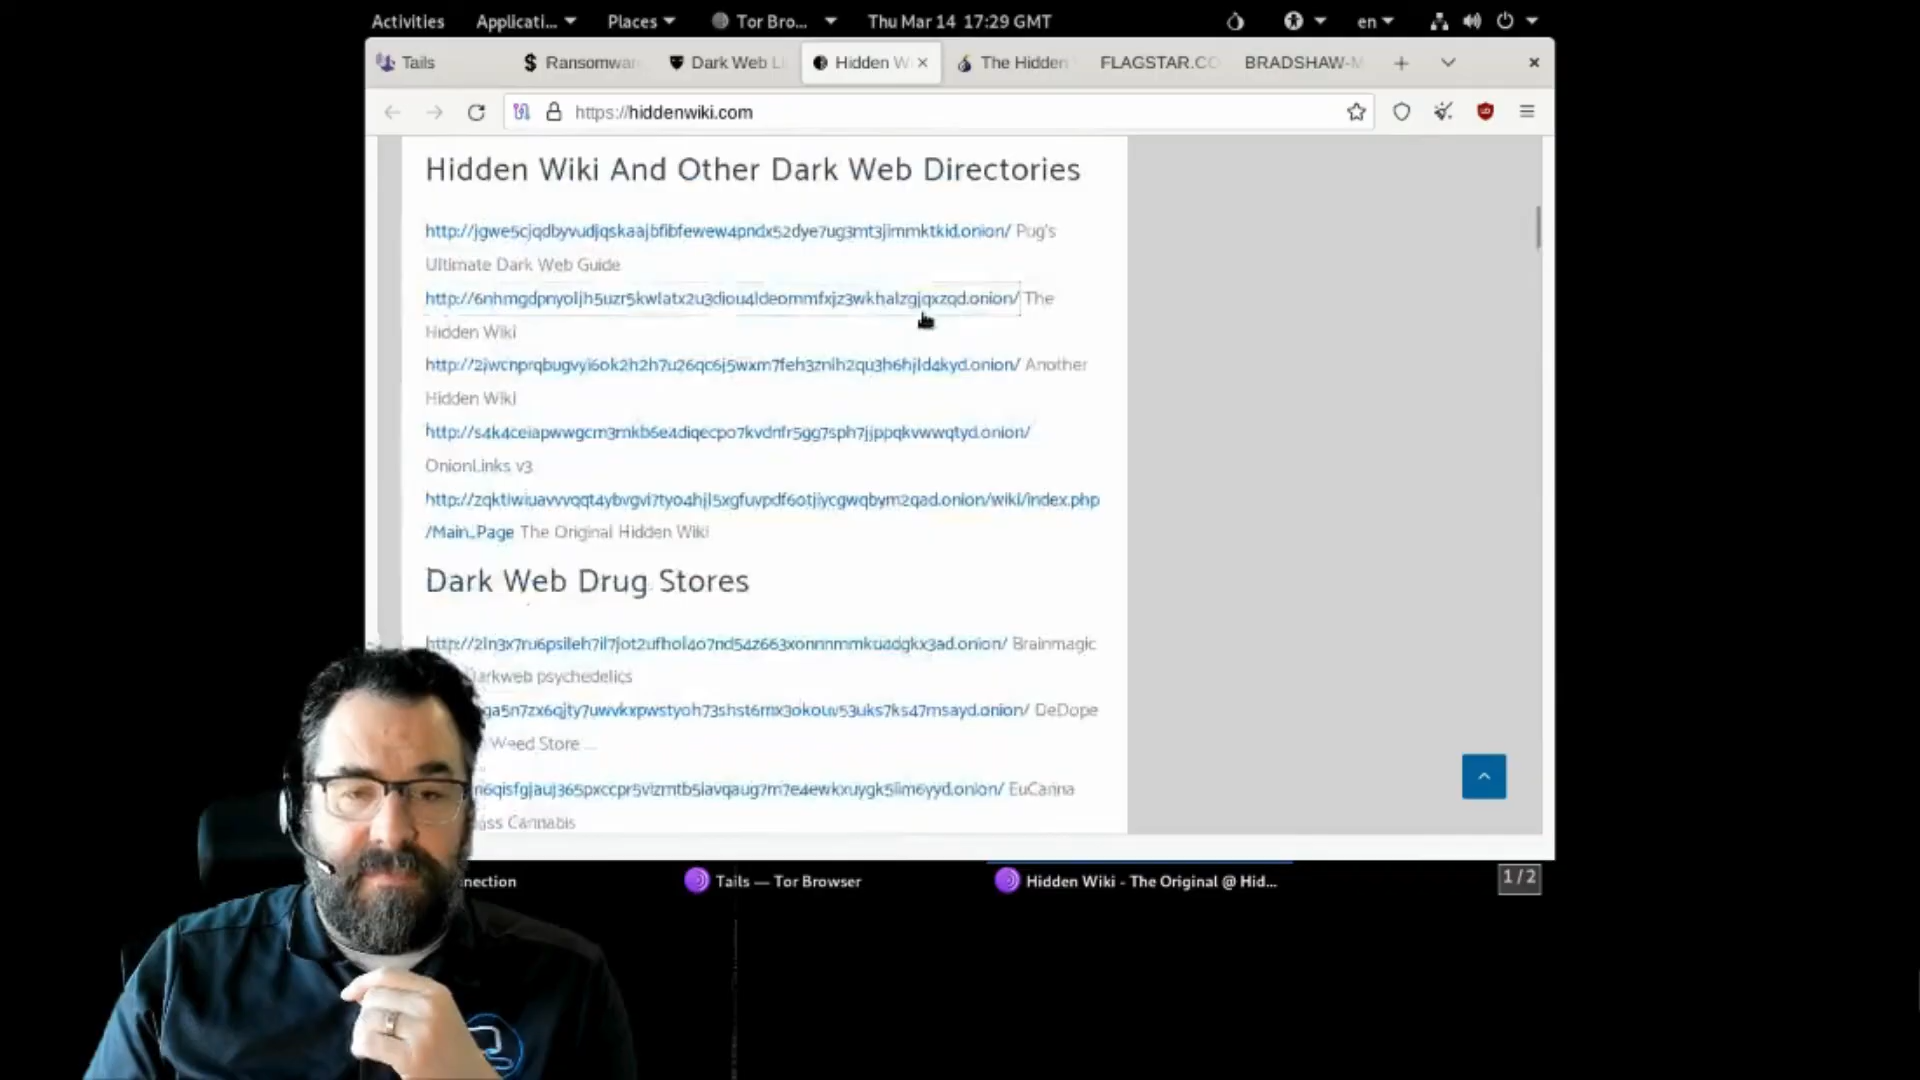 Activities Applicati... Places Tor Bro... Thu Mar 14 17:29 GMT en
Tails Ransomwar Dark Web Li Hidden W The Hidden FLAGSTAR.CO BRADSHAW-M
https://hiddenwiki.com
Hidden Wiki And Other Dark Web Directories
http://jgwe5cjqdbyvudjqskaajbfibfewew4pndx52dye7ug3mt3jimmktkid.onion/ Pug's
Ultimate Dark Web Guide
http://6nhmgdpnyoljh5uzr5kwlatx2u3diou4ldeommfxjz3wkhalzgjqxzqd.onion/ The
Hidden Wiki
http://2jwcnprqbugvyi6ok2h2h7u26qc6j5wxm7feh3znlh2qu3h6hjld4kyd.onion/ Another
Hidden Wiki
http://s4k4ceiapwwgcm3mkb6e4diqecpo7kvdnfr5gg7sph7jjppqkvwwqtyd.onion/
OnionLinks v3
http://zqktlwiuavvvqqt4ybvgvi7tyo4hjl5xgfuvpdf6otjiycgwqbym2qad.onion/wiki/index.php
/Main_Page The Original Hidden Wiki
Dark Web Drug Stores
http://2ln3x7ru6psileh7il7jot2ufhol4o7nd54z663xonnnmmku4dgkx3ad.onion/ Brainmagic
arkweb psychedelics
ga5n7zx6qjty7uwvkxpwstyoh73shst6mx3okouv53uks7ks47msayd.onion/ DeDope
Weed Store ...
n6qisfgjauj365pxccpr5vizmtb5iavqaug7m7e4ewkxuygk5iim6yyd.onion/ EuCanna
ass Cannabis
nection Tails — Tor Browser Hidden Wiki - The Original @ Hid... 1 / 2